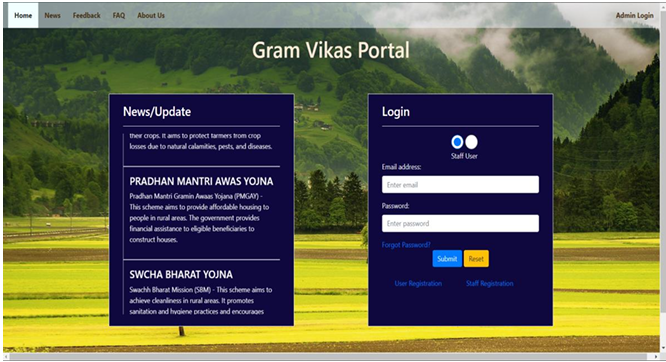 Home News Feedback FAQ About Us Admin Login
Gram Vikas Portal
News/Update
their crops. It aims to protect farmers from crop
losses due to natural calamities, pests, and diseases.
PRADHAN MANTRI AWAS YOJNA
Pradhan Mantri Gramin Awaas Yojana (PMGAY) -
This scheme aims to provide affordable housing to
people in rural areas. The government provides
financial assistance to eligible beneficiaries to
construct houses.
SWCHA BHARAT YOJNA
Swachh Bharat Mission (SBM) - This scheme aims to
achieve cleanliness in rural areas. It promotes
sanitation and hygiene practices and encourages
Login
Staff User
Email address:
Enter email
Password:
Enter password
Forgot Password?
Submit Reset
User Registration Staff Registration